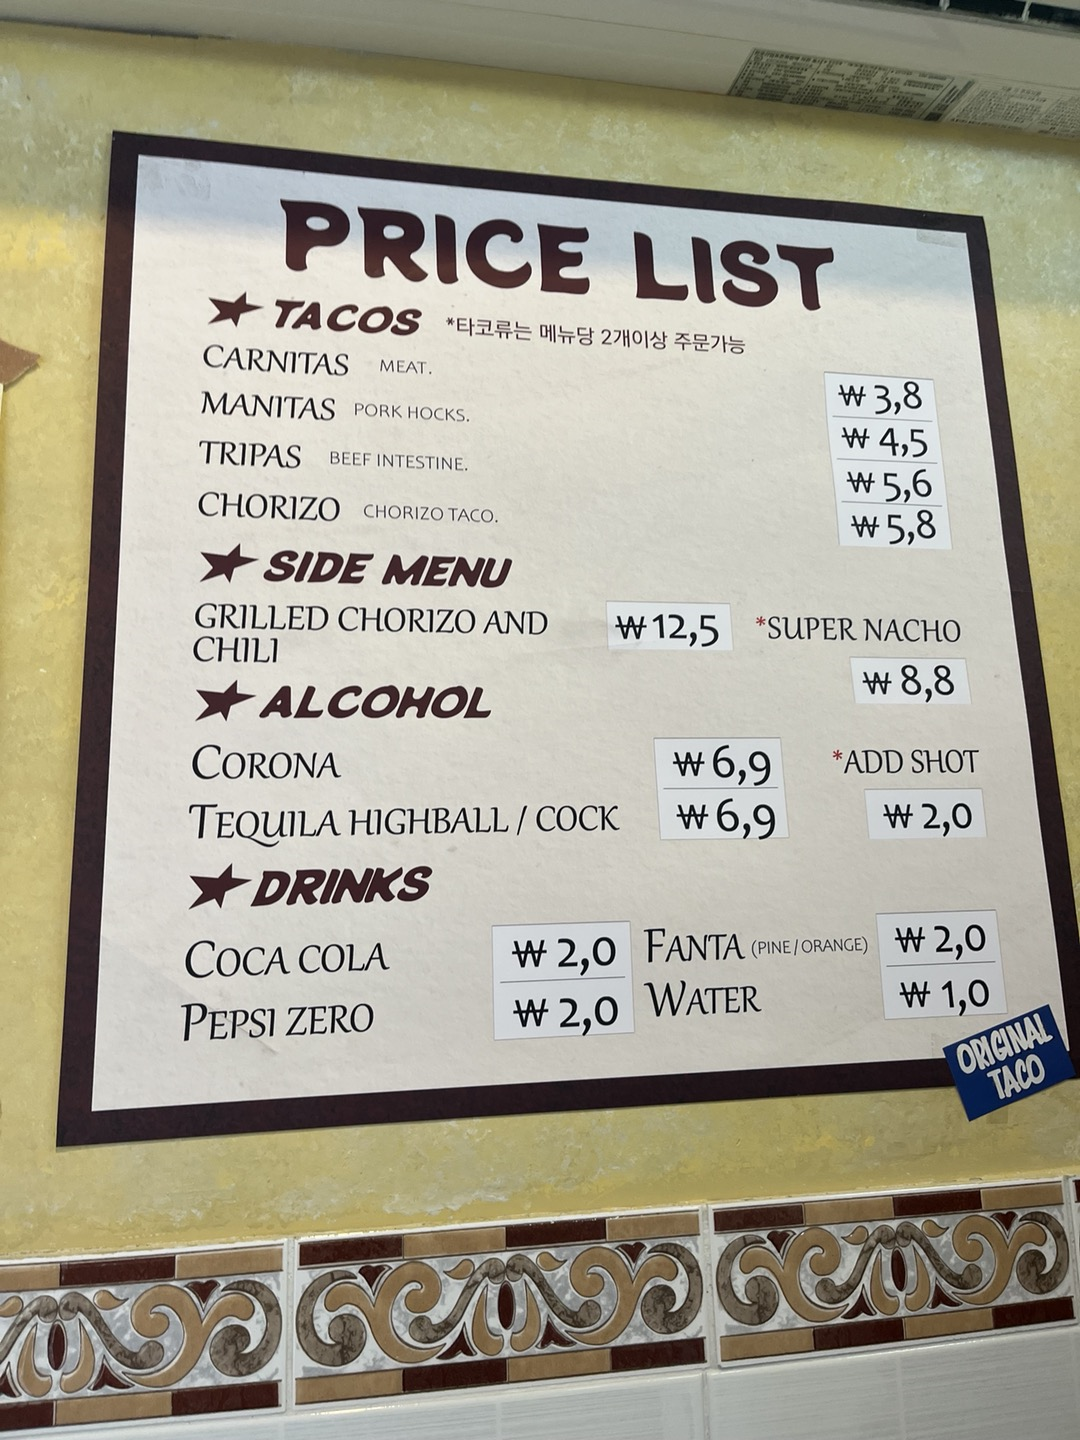 PRICE LIST
★ TACOS *타코류는 메뉴당 2개이상 주문가능
CARNITAS MEAT. ₩ 3,8
MANITAS PORK HOCKS. ₩ 4,5
TRIPAS BEEF INTESTINE. ₩ 5,6
CHORIZO CHORIZO TACO. ₩ 5,8
★ SIDE MENU
GRILLED CHORIZO AND ₩ 12,5 *SUPER NACHO
CHILI ₩ 8,8
★ ALCOHOL
CORONA ₩ 6,9 *ADD SHOT
TEQUILA HIGHBALL / COCK ₩ 6,9 ₩ 2,0
★ DRINKS
COCA COLA ₩ 2,0 FANTA (PINE/ORANGE) ₩ 2,0
PEPSI ZERO ₩ 2,0 WATER ₩ 1,0
ORIGINAL
TACO